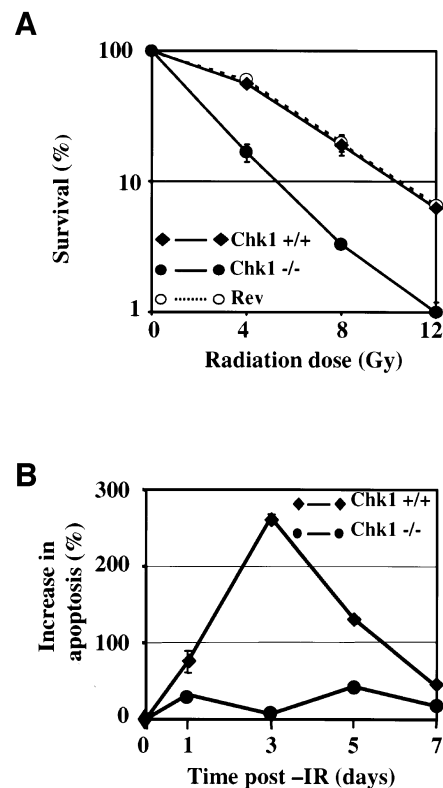 A
100
10
1
Survival (%)
Chk1 +/+
Chk1 -/-
Rev
0 4 8 12
Radiation dose (Gy)
B
300
200
100
0
Increase in
apoptosis (%)
Chk1 +/+
Chk1 -/-
0 1 3 5 7
Time post –IR (days)